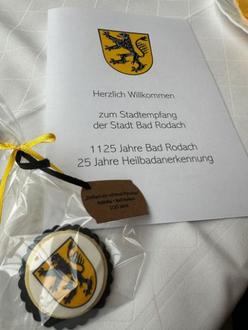 Herzlich Willkommen
zum Stadtempfang
der Stadt Bad Rodach
1125 Jahre Bad Rodach
25 Jahre Heilbadanerkennung